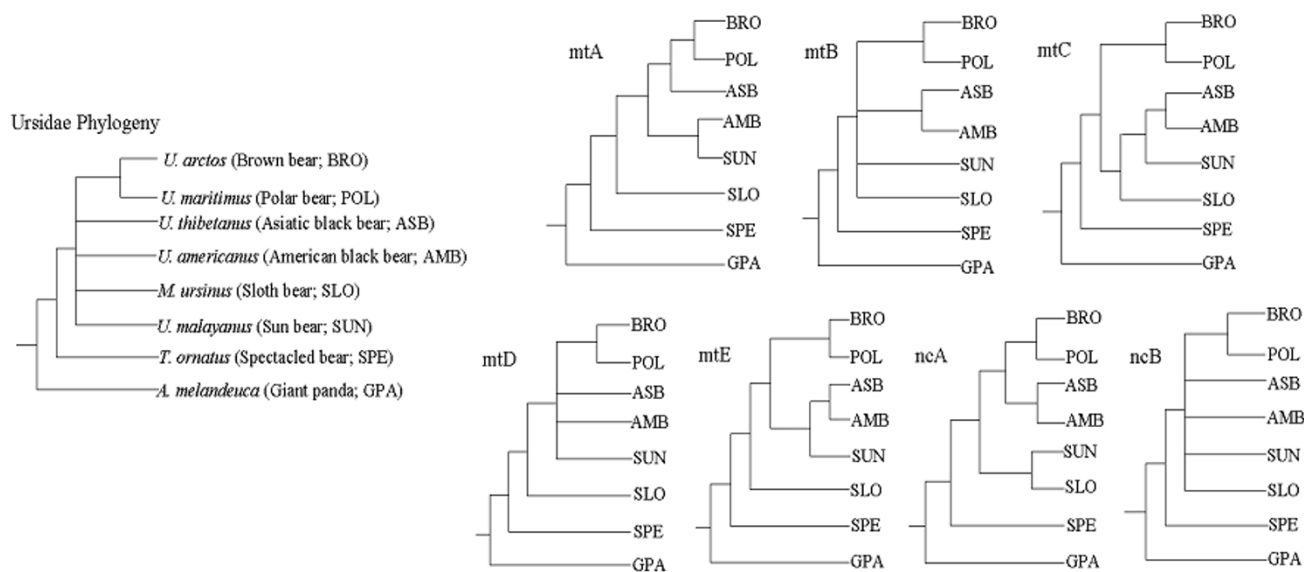 Ursidae Phylogeny
U. arctos (Brown bear; BRO)
U. maritimus (Polar bear; POL)
U. thibetanus (Asiatic black bear; ASB)
U. americanus (American black bear; AMB)
M. ursinus (Sloth bear; SLO)
U. malayanus (Sun bear; SUN)
T. ornatus (Spectacled bear; SPE)
A. melandeuca (Giant panda; GPA)
mtA
BRO
POL
ASB
AMB
SUN
SLO
SPE
GPA
mtB
BRO
POL
ASB
AMB
SUN
SLO
SPE
GPA
mtC
BRO
POL
ASB
AMB
SUN
SLO
SPE
GPA
mtD
BRO
POL
ASB
AMB
SUN
SLO
SPE
GPA
mtE
BRO
POL
ASB
AMB
SUN
SLO
SPE
GPA
ncA
BRO
POL
ASB
AMB
SUN
SLO
SPE
GPA
ncB
BRO
POL
ASB
AMB
SUN
SLO
SPE
GPA